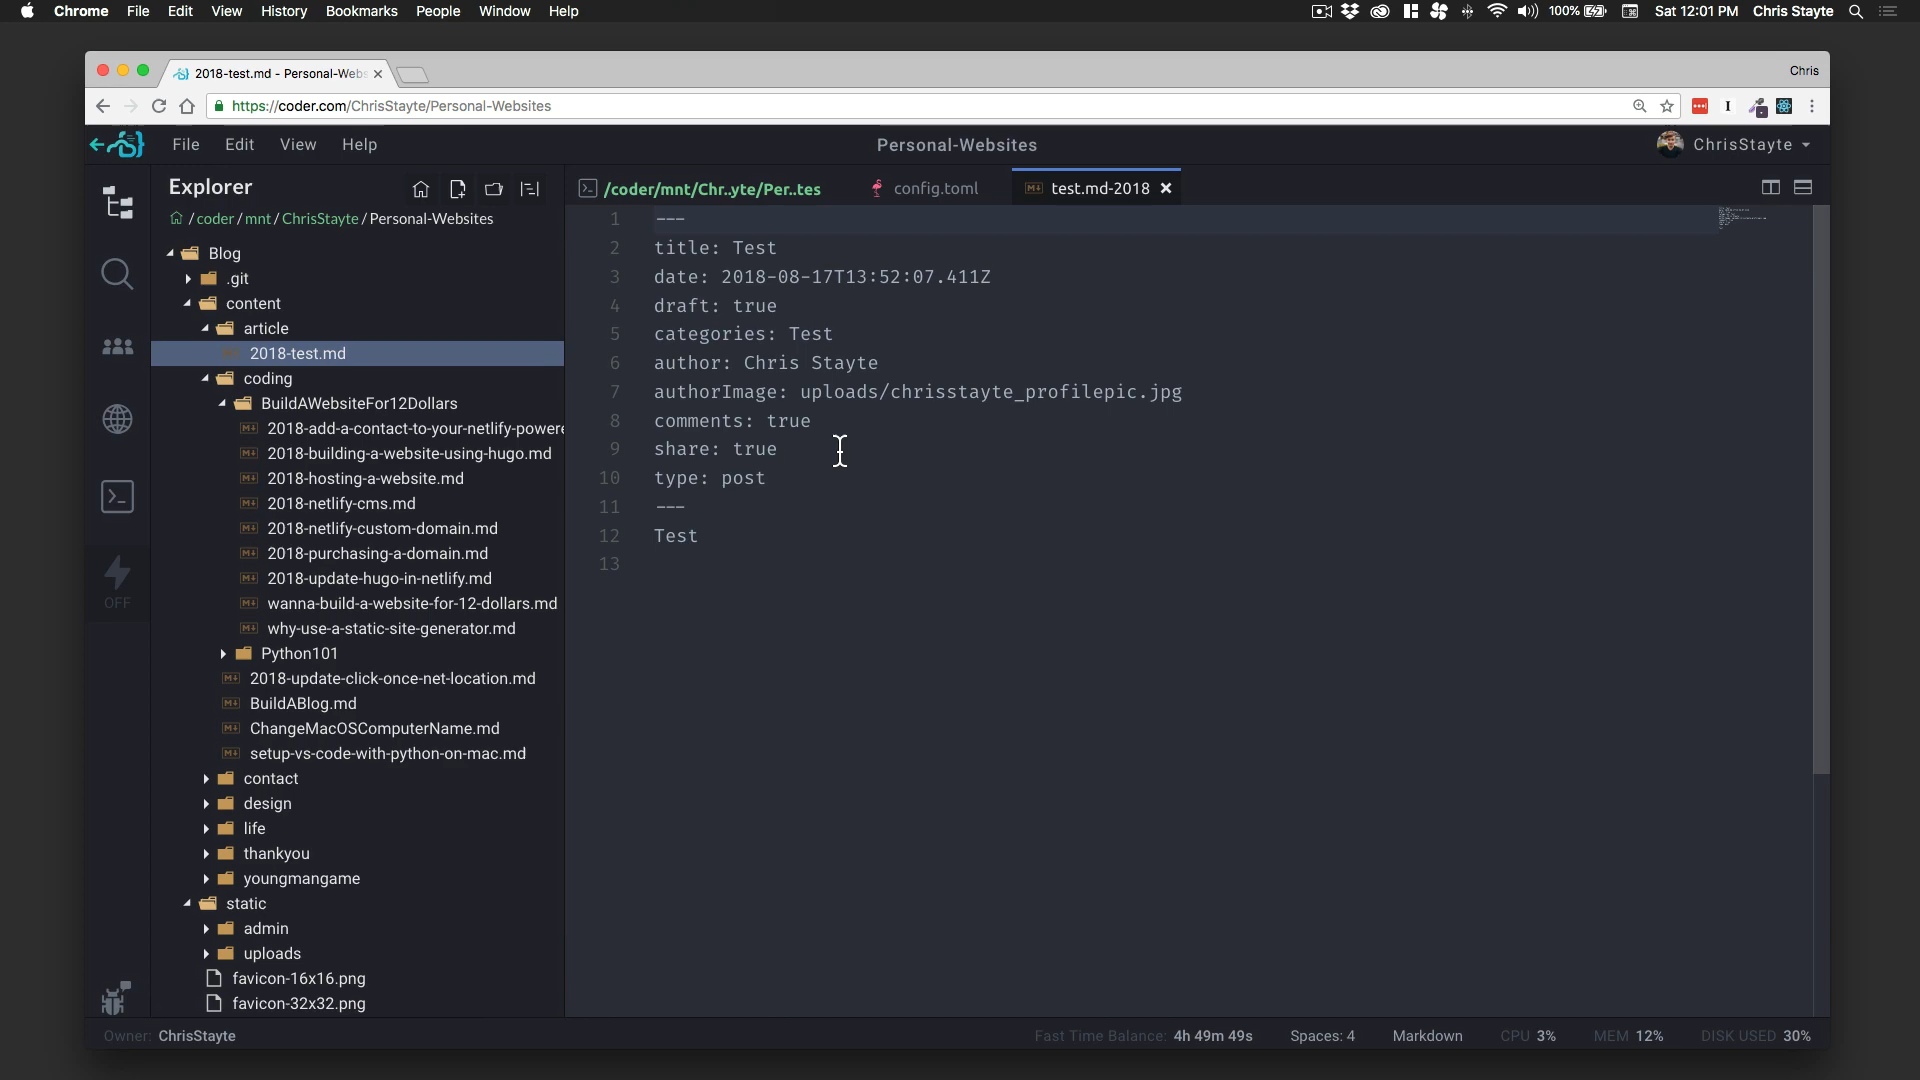 Chrome File Edit View History Bookmarks People Window Help 100% Sat 12:01 PM Chris Stayte
2018-test.md - Personal-Webs Chris
https://coder.com/ChrisStayte/Personal-Websites
File Edit View Help Personal-Websites ChrisStayte
Explorer
/coder/mnt/Chr..yte/Per..tes config.toml test.md-2018
/coder/mnt/ChrisStayte/Personal-Websites
Blog
.git
content
article
2018-test.md
coding
BuildAWebsiteFor12Dollars
2018-add-a-contact-to-your-netlify-powere
2018-building-a-website-using-hugo.md
2018-hosting-a-website.md
2018-netlify-cms.md
2018-netlify-custom-domain.md
2018-purchasing-a-domain.md
2018-update-hugo-in-netlify.md
wanna-build-a-website-for-12-dollars.md
why-use-a-static-site-generator.md
Python101
2018-update-click-once-net-location.md
BuildABlog.md
ChangeMacOSComputerName.md
setup-vs-code-with-python-on-mac.md
contact
design
life
thankyou
youngmangame
static
admin
uploads
favicon-16x16.png
favicon-32x32.png
OFF
1 ---
2 title: Test
3 date: 2018-08-17T13:52:07.411Z
4 draft: true
5 categories: Test
6 author: Chris Stayte
7 authorImage: uploads/chrisstayte_profilepic.jpg
8 comments: true
9 share: true
10 type: post
11 ---
12 Test
13
Owner: ChrisStayte Fast Time Balance: 4h 49m 49s Spaces: 4 Markdown CPU 3% MEM 12% DISK USED 30%